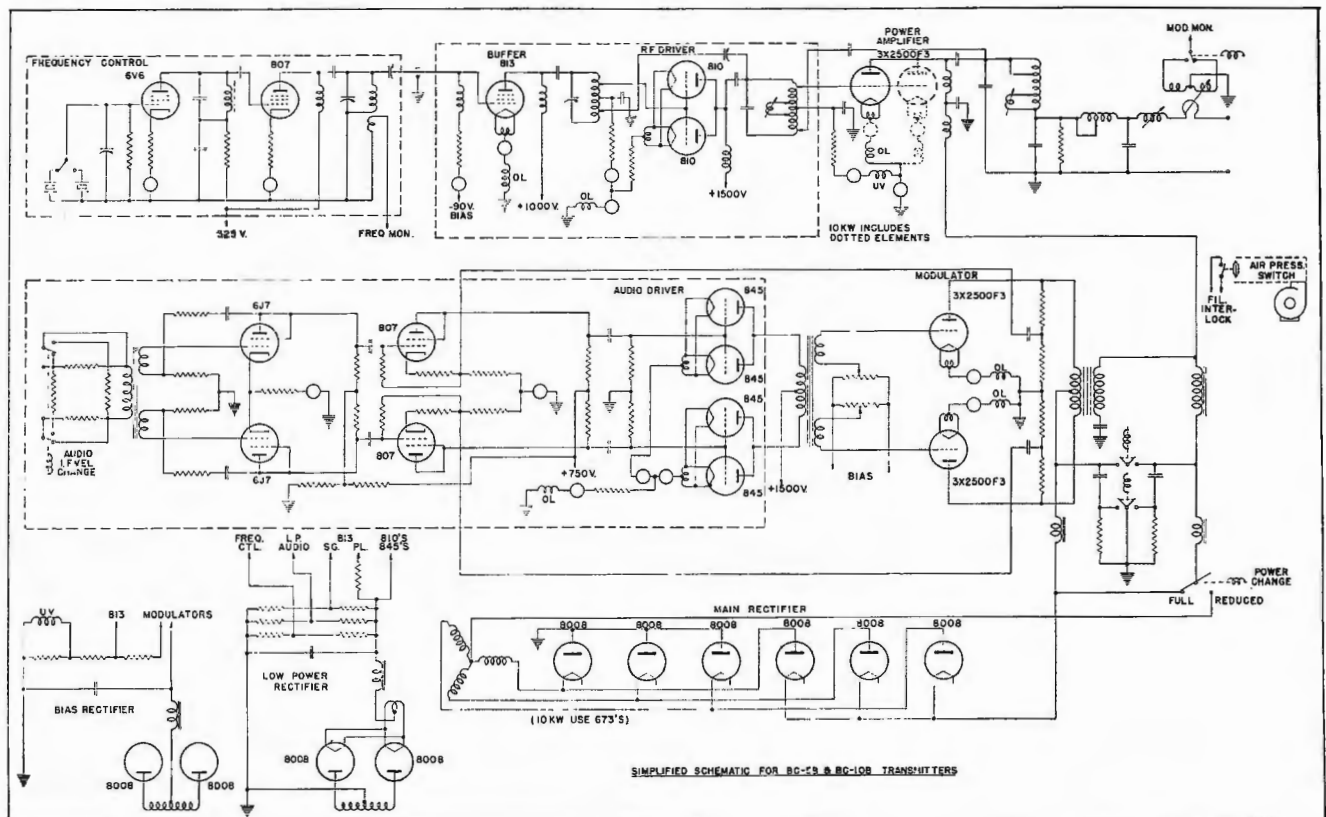 FREQUENCY CONTROL
6V6
807
325 V.
FREQ MON.
BUFFER
813
-90V.
BIAS
OL
+1000V.
RF DRIVER
810
810
OL
+1500V
POWER
AMPLIFIER
3X2500F3
OL
UV
10KW INCLUDES
DOTTED ELEMENTS
MOD. MON.
AIR PRESS.
SWITCH
FIL.
INTER-
LOCK
6J7
6J7
AUDIO
LEVEL
CHANGE
807
807
AUDIO DRIVER
845
845
845
845
+750V.
OL
+1500V.
BIAS
MODULATOR
3X2500F3
OL
OL
3X2500F3
POWER
CHANGE
FULL
REDUCED
UV
813
MODULATORS
BIAS RECTIFIER
8008
8008
FREQ.
CTL.
L.P.
AUDIO
813
SG. PL.
810'S
845'S
LOW POWER
RECTIFIER
8008
8008
MAIN RECTIFIER
8008
8008
8008
8008
8008
8008
(10 KW USE 673'S)
SIMPLIFIED SCHEMATIC FOR BC-5B & BC-10B TRANSMITTERS